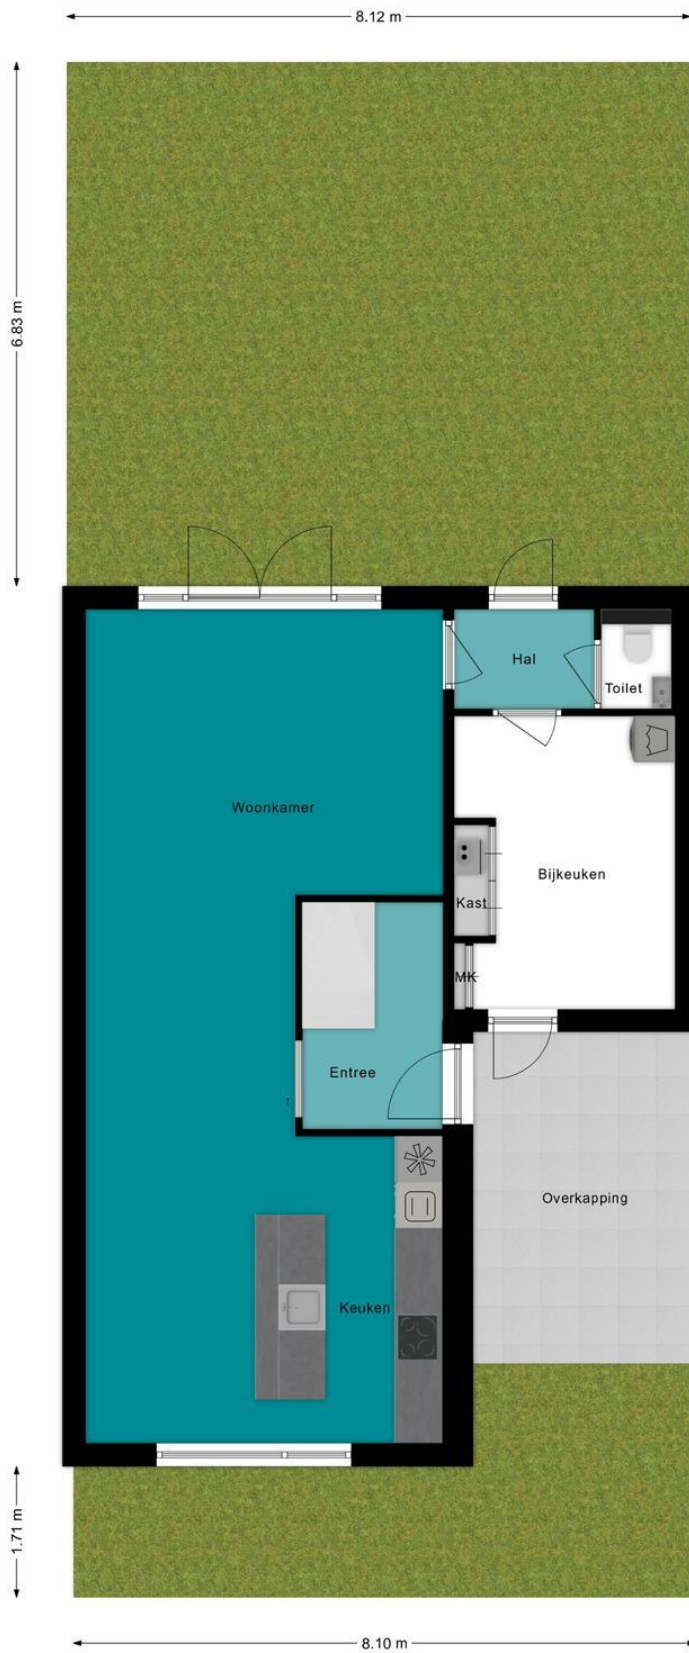 8.12 m
6.83 m
Hal
Toilet
Woonkamer
Bijkeuken
Kast
MK
Entree
Overkapping
Keuken
1.71 m
8.10 m